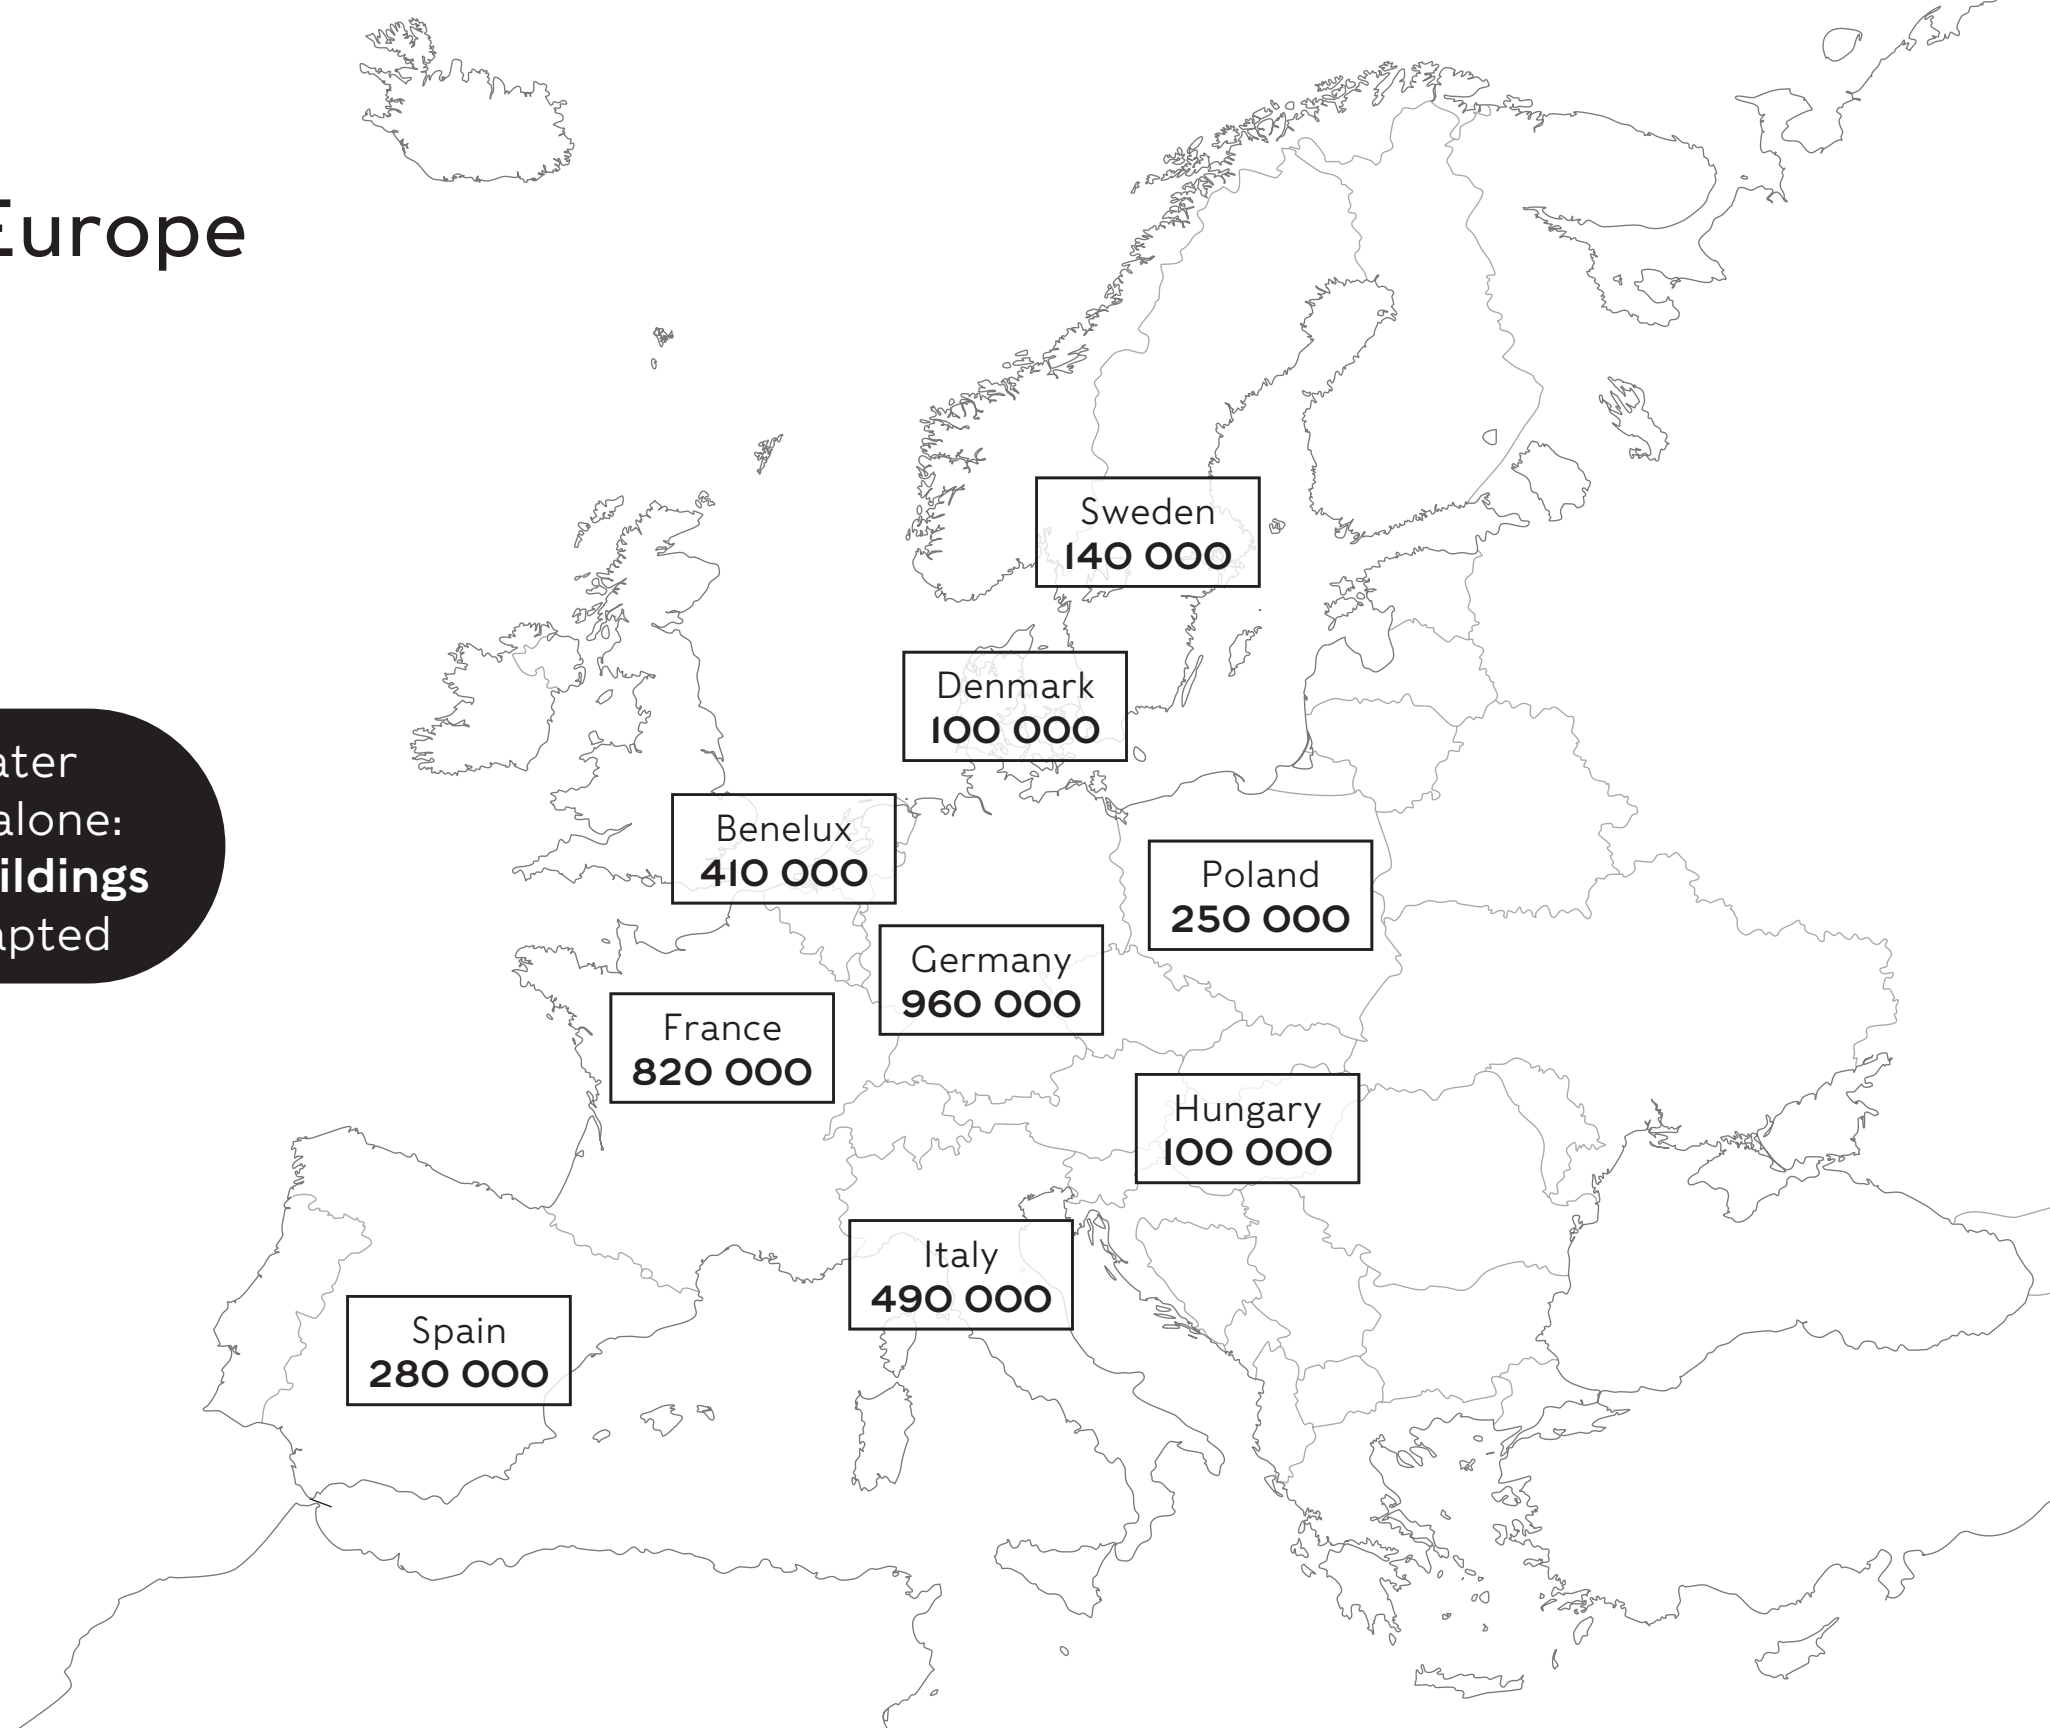 Europe
Sweden
140 000
Denmark
100 000
ater
alone:
ildings
apted
Benelux
410 000
Poland
250 000
Germany
960 000
France
820 000
Hungary
100 000
Italy
490 000
Spain
280 000